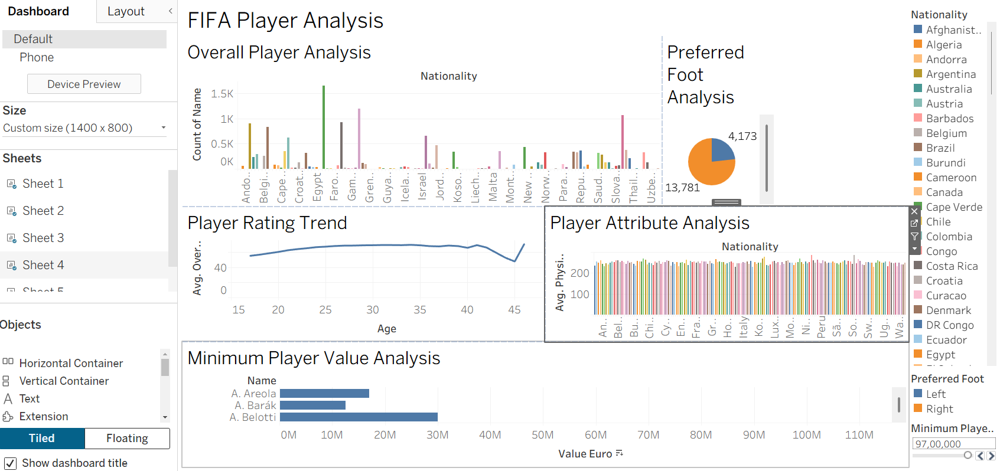 Dashboard
Layout
Default
Phone
Device Preview
Size
Custom size (1400 x 800)
Sheets
Sheet 1
Sheet 2
Sheet 3
Sheet 4
Sheet 5
Objects
Horizontal Container
Vertical Container
Text
Extension
Tiled
Floating
Show dashboard title
FIFA Player Analysis
Overall Player Analysis
Nationality
Count of Name
1.5K
1K
0.5K
0K
Ando..
Belgi..
Cape ..
Croat..
Egypt
Faro..
Gam..
Gren..
Guya..
Icela..
Israel
Jord..
Koso..
Liech..
Malta
Mont..
New ..
Norw..
Para..
Repu..
Saud..
Slova..
Thail..
Uzbe..
Preferred
Foot
Analysis
4,173
13,781
Player Rating Trend
Avg. Over..
40
0
15
20
25
30
35
40
45
Age
Player Attribute Analysis
Nationality
Avg. Physi..
200
100
An..
Bel..
Bu..
Chi..
Cy..
En..
Fra..
Gr..
Ho..
Italy
Ko..
Lux..
Mo..
Ni..
Peru
Sã..
So..
Sw..
Ug..
Wa..
Minimum Player Value Analysis
Name
A. Areola
A. Barák
A. Belotti
0M
10M
20M
30M
40M
50M
60M
70M
80M
90M
100M
110M
Value Euro
Nationality
Afghanist..
Algeria
Andorra
Argentina
Australia
Austria
Barbados
Belgium
Brazil
Burundi
Cameroon
Canada
Cape Verde
Chile
Colombia
Congo
Costa Rica
Croatia
Curacao
Denmark
DR Congo
Ecuador
Egypt
Preferred Foot
Left
Right
Minimum Playe..
97,00,000